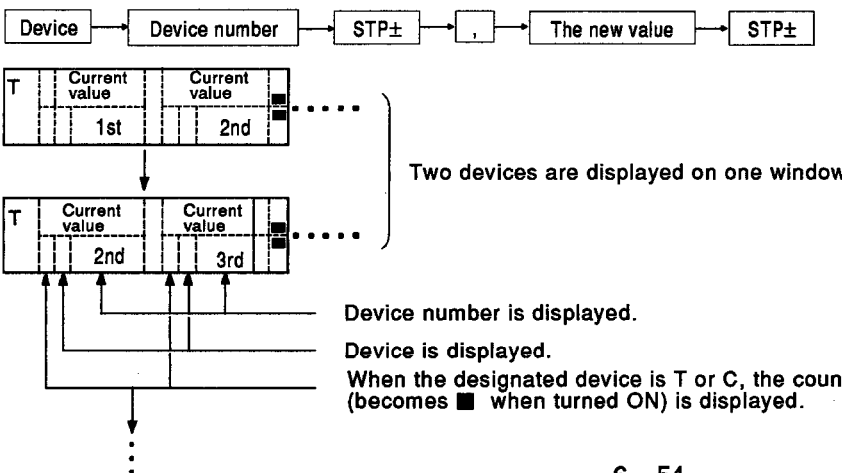 Device Device number STP± , The new value STP±
T Current value Current value
1st 2nd
Two devices are displayed on one window
T Current value Current value
2nd 3rd
Device number is displayed.
Device is displayed.
When the designated device is T or C, the coun
(becomes ■ when turned ON) is displayed.